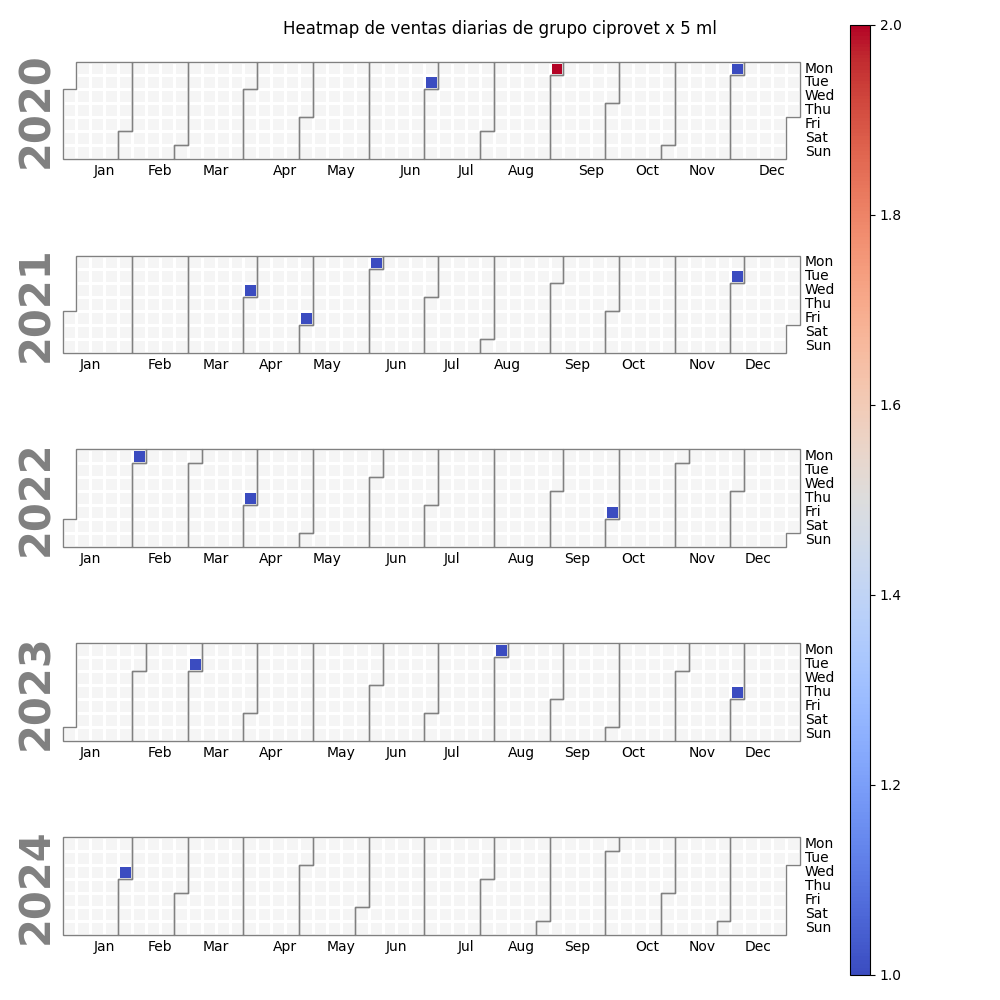 Heatmap de ventas diarias de grupo ciprovet x 5 ml
2020
Mon
Tue
Wed
Thu
Fri
Sat
Sun
Jan Feb Mar Apr May Jun Jul Aug Sep Oct Nov Dec
2021
Mon
Tue
Wed
Thu
Fri
Sat
Sun
Jan Feb Mar Apr May Jun Jul Aug Sep Oct Nov Dec
2022
Mon
Tue
Wed
Thu
Fri
Sat
Sun
Jan Feb Mar Apr May Jun Jul Aug Sep Oct Nov Dec
2023
Mon
Tue
Wed
Thu
Fri
Sat
Sun
Jan Feb Mar Apr May Jun Jul Aug Sep Oct Nov Dec
2024
Mon
Tue
Wed
Thu
Fri
Sat
Sun
Jan Feb Mar Apr May Jun Jul Aug Sep Oct Nov Dec
2.0
1.8
1.6
1.4
1.2
1.0